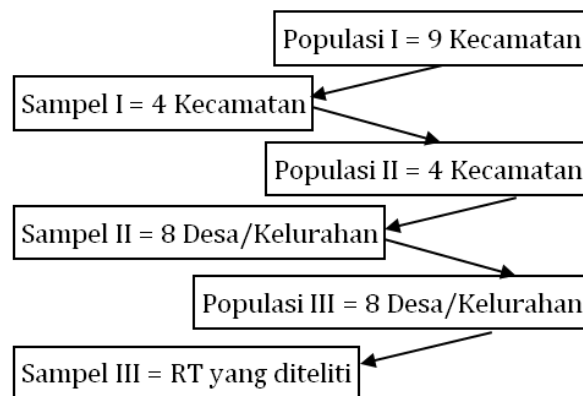 Populasi I = 9 Kecamatan
Sampel I = 4 Kecamatan
Populasi II = 4 Kecamatan
Sampel II = 8 Desa/Kelurahan
Populasi III = 8 Desa/Kelurahan
Sampel III = RT yang diteliti